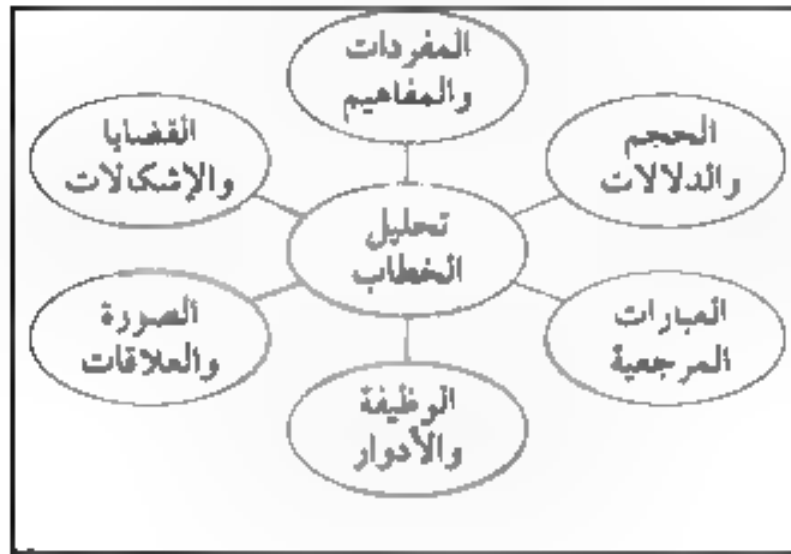 المفردات
والمفاهيم
الحجم
والدلالات
القضايا
والإشكالات
تحليل
الخطاب
العبارات
المرجعية
الصورة
والعلاقات
الوظيفة
والأدوار